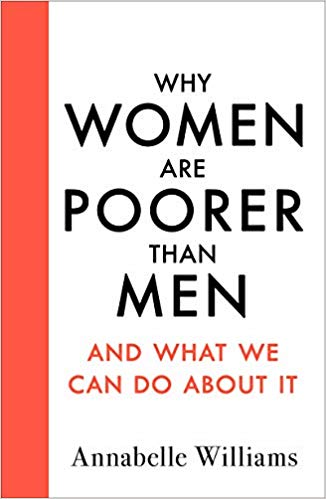 WHY
WOMEN
ARE
POORER
THAN
MEN
AND WHAT WE
CAN DO ABOUT IT
Annabelle Williams